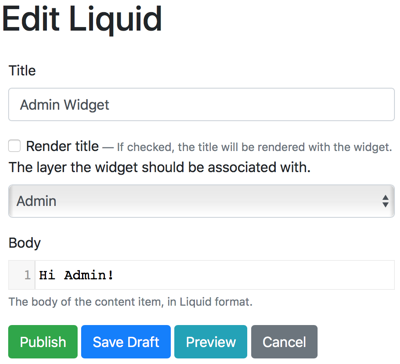 Edit Liquid
Title
Admin Widget
Render title — If checked, the title will be rendered with the widget.
The layer the widget should be associated with.
Admin
Body
1 Hi Admin!
The body of the content item, in Liquid format.
Publish Save Draft Preview Cancel